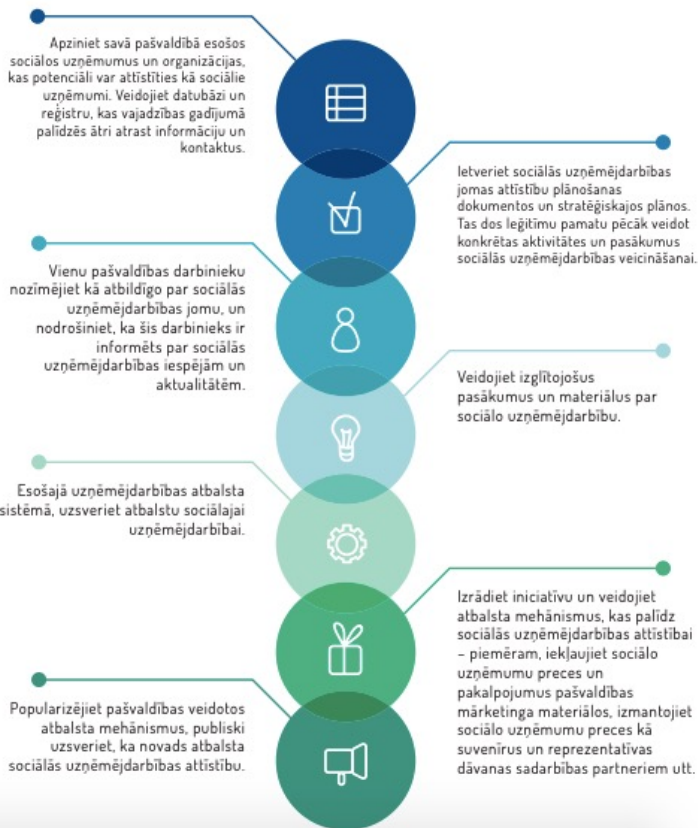 Apziniet savā pašvaldībā esošos
sociālos uzņēmumus un organizācijas,
kas potenciāli var attīstīties kā sociālie
uzņēmumi. Veidojiet datubāzi un
reģistru, kas vajadzības gadījumā
palīdzēs ātri atrast informāciju un
kontaktus.
Ietveriet sociālās uzņēmējdarbības
jomas attīstību plānošanas
dokumentos un stratēģiskajos plānos.
Tas dos leģitīmu pamatu pēcāk veidot
konkrētas aktivitātes un pasākumus
sociālās uzņēmējdarbības veicināšanai.
Vienu pašvaldības darbinieku
nozīmējiet kā atbildīgo par sociālās
uzņēmējdarbības jomu, un
nodrošiniet, ka šis darbinieks ir
informēts par sociālās
uzņēmējdarbības iespējām un
aktualitātēm.
Veidojiet izglītojošus
pasākumus un materiālus par
sociālo uzņēmējdarbību.
Esošajā uzņēmējdarbības atbalsta
sistēmā, uzsveriet atbalstu sociālajai
uzņēmējdarbībai.
Izrādiet iniciatīvu un veidojiet
atbalsta mehānismus, kas palīdz
sociālās uzņēmējdarbības attīstībai
– piemēram, iekļaujiet sociālo
uzņēmumu preces un
pakalpojumus pašvaldības
mārketinga materiālos, izmantojiet
sociālo uzņēmumu preces kā
suvenīrus un reprezentatīvas
dāvanas sadarbības partneriem utt.
Popularizējiet pašvaldības veidotos
atbalsta mehānismus, publiski
uzsveriet, ka novads atbalsta
sociālās uzņēmējdarbības attīstību.